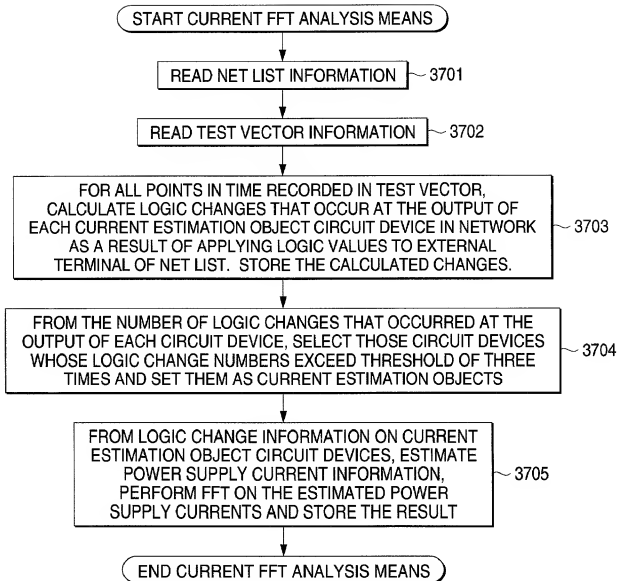 START CURRENT FFT ANALYSIS MEANS
READ NET LIST INFORMATION
3701
READ TEST VECTOR INFORMATION
3702
FOR ALL POINTS IN TIME RECORDED IN TEST VECTOR,
CALCULATE LOGIC CHANGES THAT OCCUR AT THE OUTPUT OF
EACH CURRENT ESTIMATION OBJECT CIRCUIT DEVICE IN NETWORK
AS A RESULT OF APPLYING LOGIC VALUES TO EXTERNAL
TERMINAL OF NET LIST. STORE THE CALCULATED CHANGES.
3703
FROM THE NUMBER OF LOGIC CHANGES THAT OCCURRED AT THE
OUTPUT OF EACH CIRCUIT DEVICE, SELECT THOSE CIRCUIT DEVICES
WHOSE LOGIC CHANGE NUMBERS EXCEED THRESHOLD OF THREE
TIMES AND SET THEM AS CURRENT ESTIMATION OBJECTS
3704
FROM LOGIC CHANGE INFORMATION ON CURRENT
ESTIMATION OBJECT CIRCUIT DEVICES, ESTIMATE
POWER SUPPLY CURRENT INFORMATION,
PERFORM FFT ON THE ESTIMATED POWER
SUPPLY CURRENTS AND STORE THE RESULT
3705
END CURRENT FFT ANALYSIS MEANS